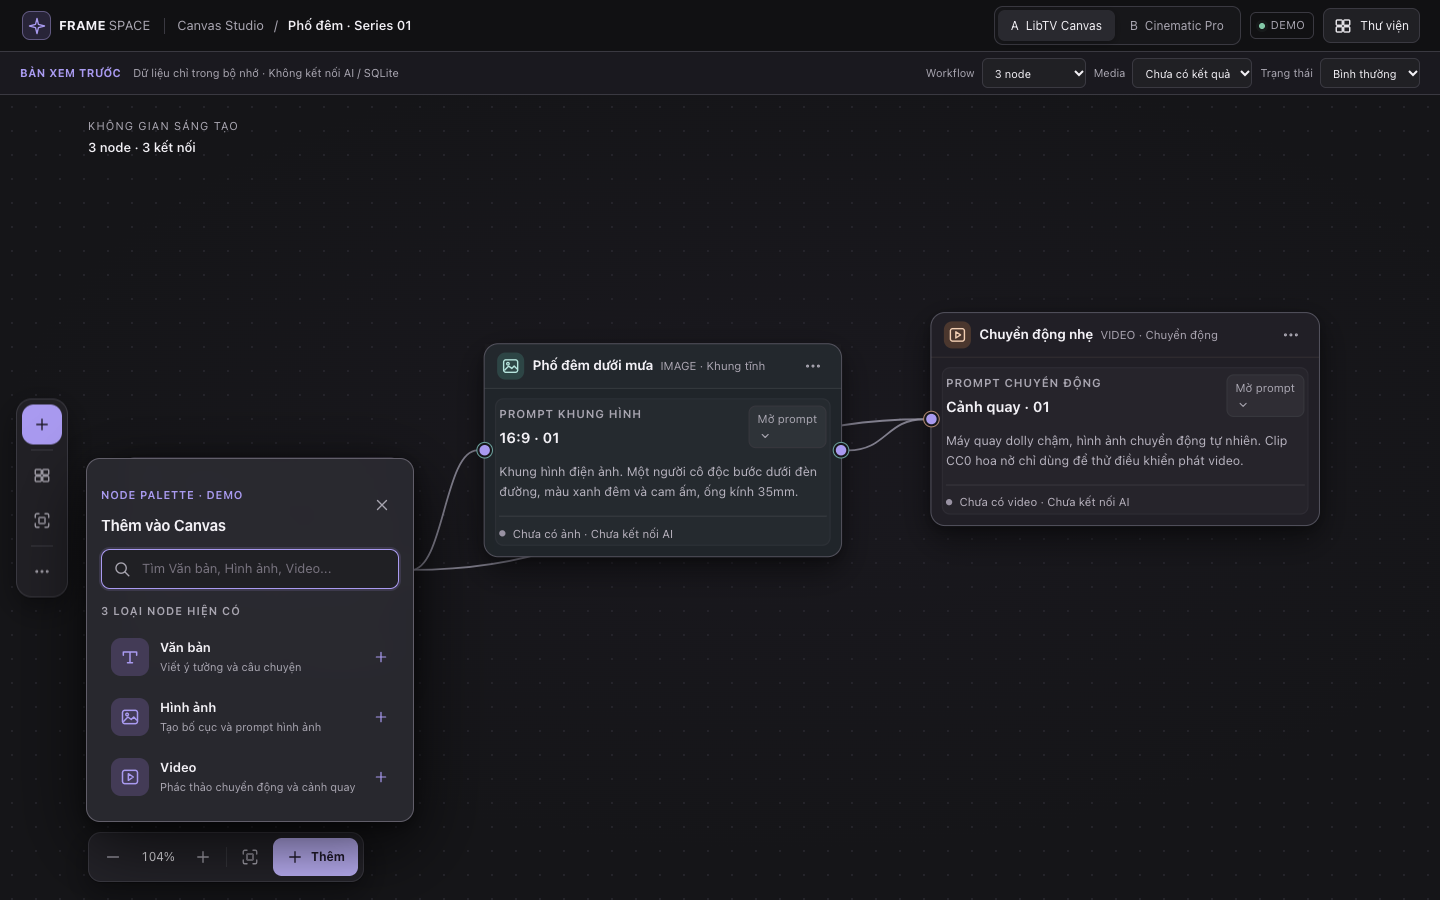 FRAME SPACE
Canvas Studio / Phố đêm · Series 01
A LibTV Canvas
B Cinematic Pro
DEMO
Thư viện
BẢN XEM TRƯỚC
Dữ liệu chỉ trong bộ nhớ · Không kết nối AI / SQLite
Workflow
3 node
Media
Chưa có kết quả
Trạng thái
Bình thường
KHÔNG GIAN SÁNG TẠO
3 node · 3 kết nối
Phố đêm dưới mưa IMAGE · Khung tĩnh
PROMPT KHUNG HÌNH
16:9 · 01
Mở prompt
Khung hình điện ảnh. Một người cô độc bước dưới đèn
đường, màu xanh đêm và cam ấm, ống kính 35mm.
Chưa có ảnh · Chưa kết nối AI
Chuyển động nhẹ VIDEO · Chuyển động
PROMPT CHUYỂN ĐỘNG
Cảnh quay · 01
Mở prompt
Máy quay dolly chậm, hình ảnh chuyển động tự nhiên. Clip
CC0 hoa nở chỉ dùng để thử điều khiển phát video.
Chưa có video · Chưa kết nối AI
NODE PALETTE · DEMO
Thêm vào Canvas
Tìm Văn bản, Hình ảnh, Video...
3 LOẠI NODE HIỆN CÓ
Văn bản
Viết ý tưởng và câu chuyện
Hình ảnh
Tạo bố cục và prompt hình ảnh
Video
Phác thảo chuyển động và cảnh quay
104%
Thêm